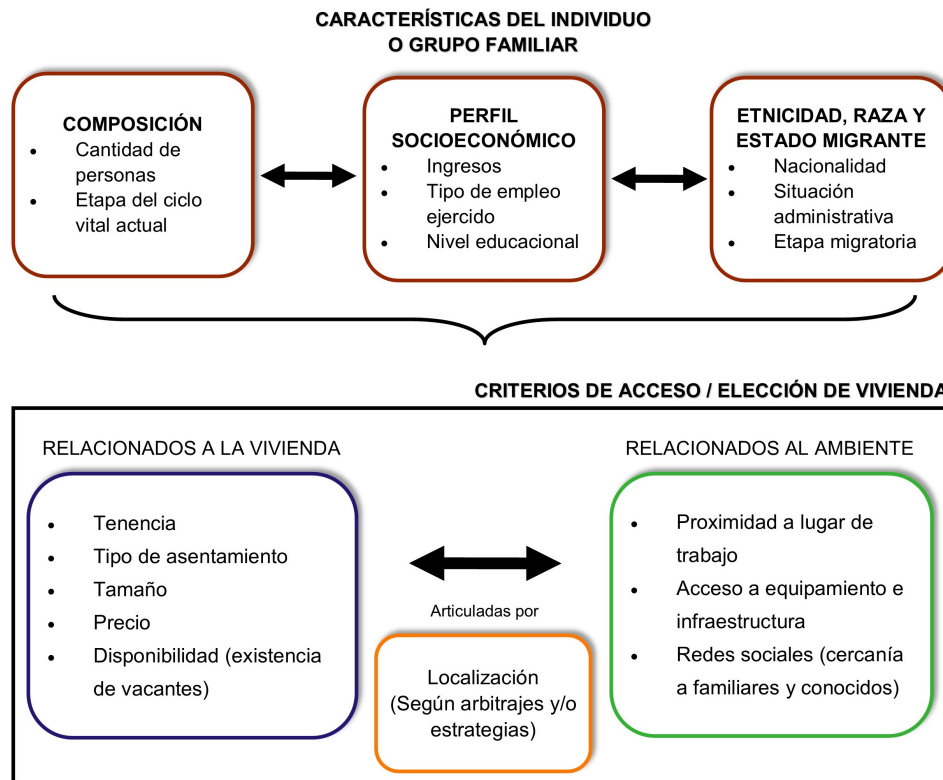 CARACTERÍSTICAS DEL INDIVIDUO
O GRUPO FAMILIAR
COMPOSICIÓN
• Cantidad de
personas
• Etapa del ciclo
vital actual
PERFIL
SOCIOECONÓMICO
• Ingresos
• Tipo de empleo
ejercido
• Nivel educacional
ETNICIDAD, RAZA Y
ESTADO MIGRANTE
• Nacionalidad
• Situación
administrativa
• Etapa migratoria
CRITERIOS DE ACCESO / ELECCIÓN DE VIVIENDA
RELACIONADOS A LA VIVIENDA
• Tenencia
• Tipo de asentamiento
• Tamaño
• Precio
• Disponibilidad (existencia
de vacantes)
Articuladas por
Localización
(Según arbitrajes y/o
estrategias)
RELACIONADOS AL AMBIENTE
• Proximidad a lugar de
trabajo
• Acceso a equipamiento e
infraestructura
• Redes sociales (cercanía
a familiares y conocidos)